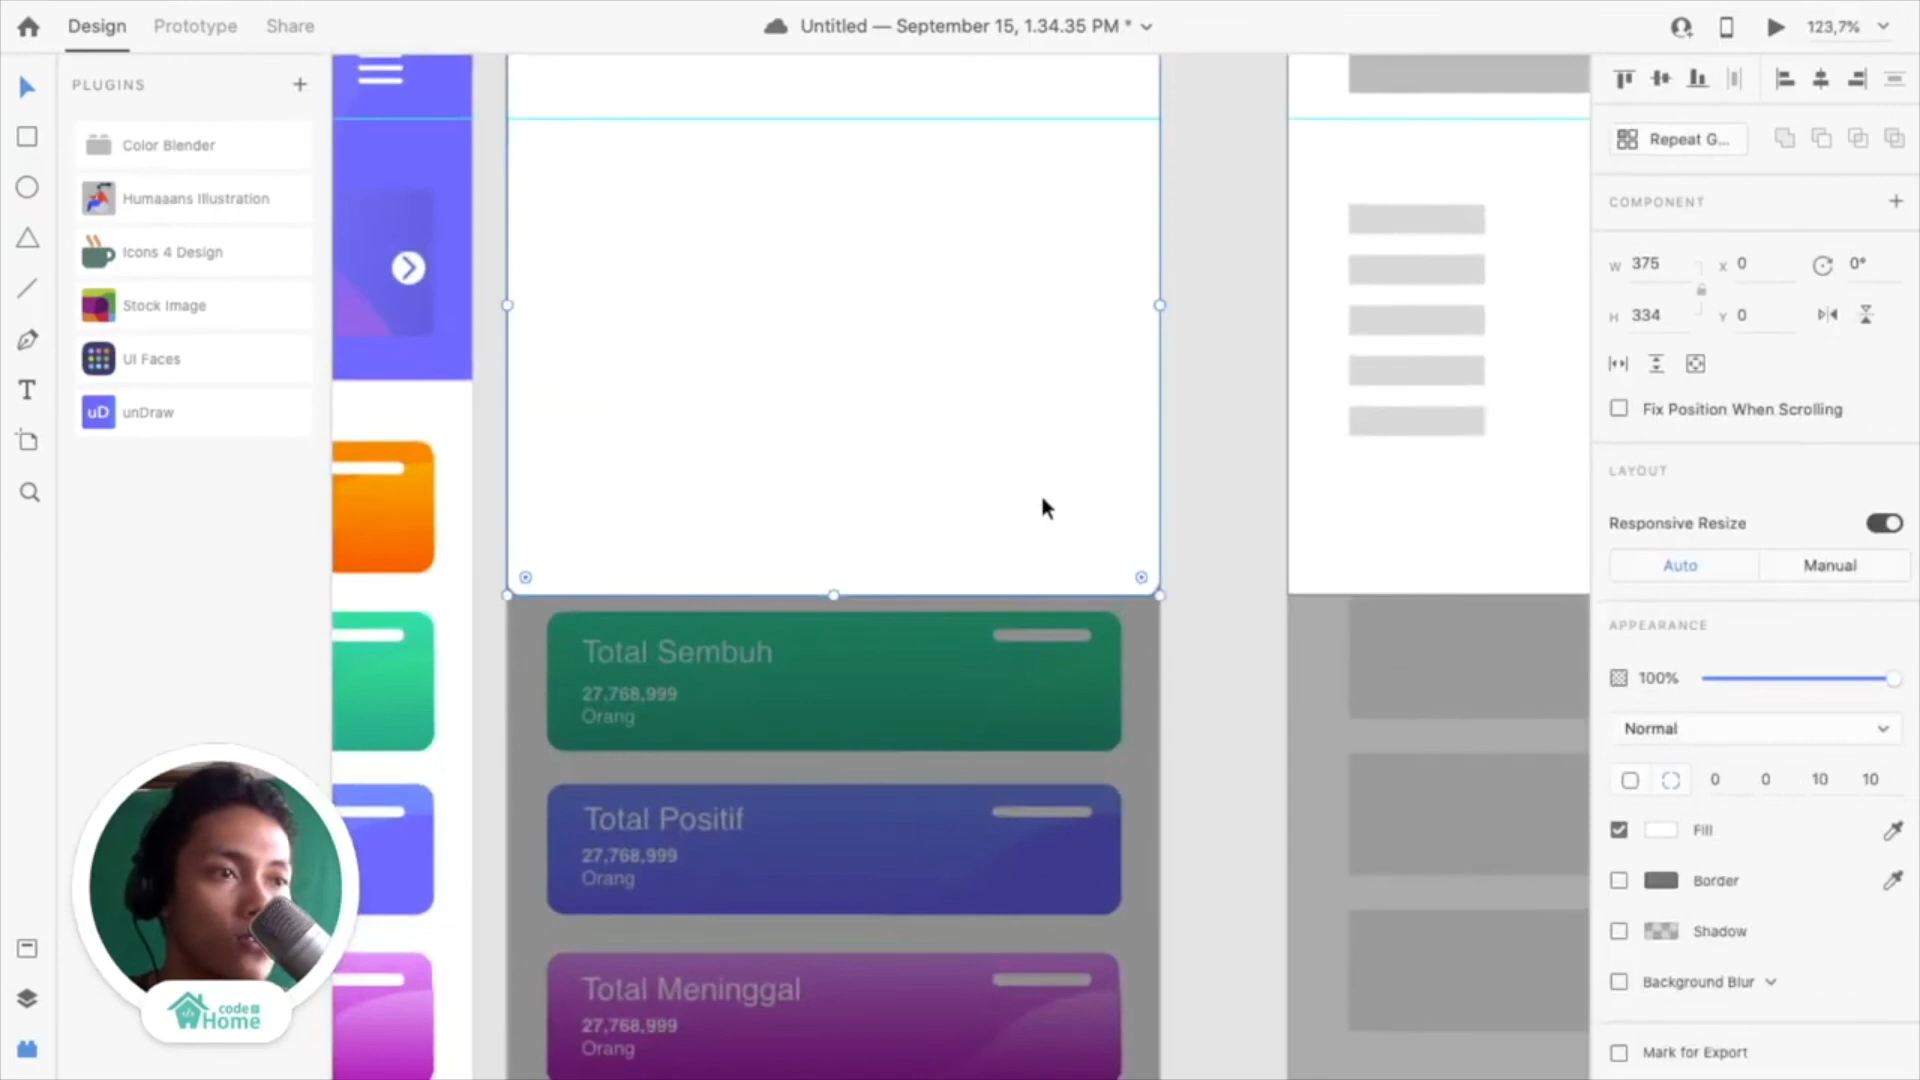 Design
Prototype
Share
Untitled — September 15, 1.34.35 PM *
123,7%
PLUGINS
Color Blender
Humaaans Illustration
Icons 4 Design
Stock Image
UI Faces
uD
unDraw
T
Total Sembuh
27,768,999
Orang
Total Positif
27,768,999
Orang
Total Meninggal
27,768,999
Orang
code
Home
Repeat G...
COMPONENT
W 375
X 0
0°
H 334
Y 0
Fix Position When Scrolling
LAYOUT
Responsive Resize
Auto
Manual
APPEARANCE
100%
Normal
0 0 10 10
Fill
Border
Shadow
Background Blur
Mark for Export